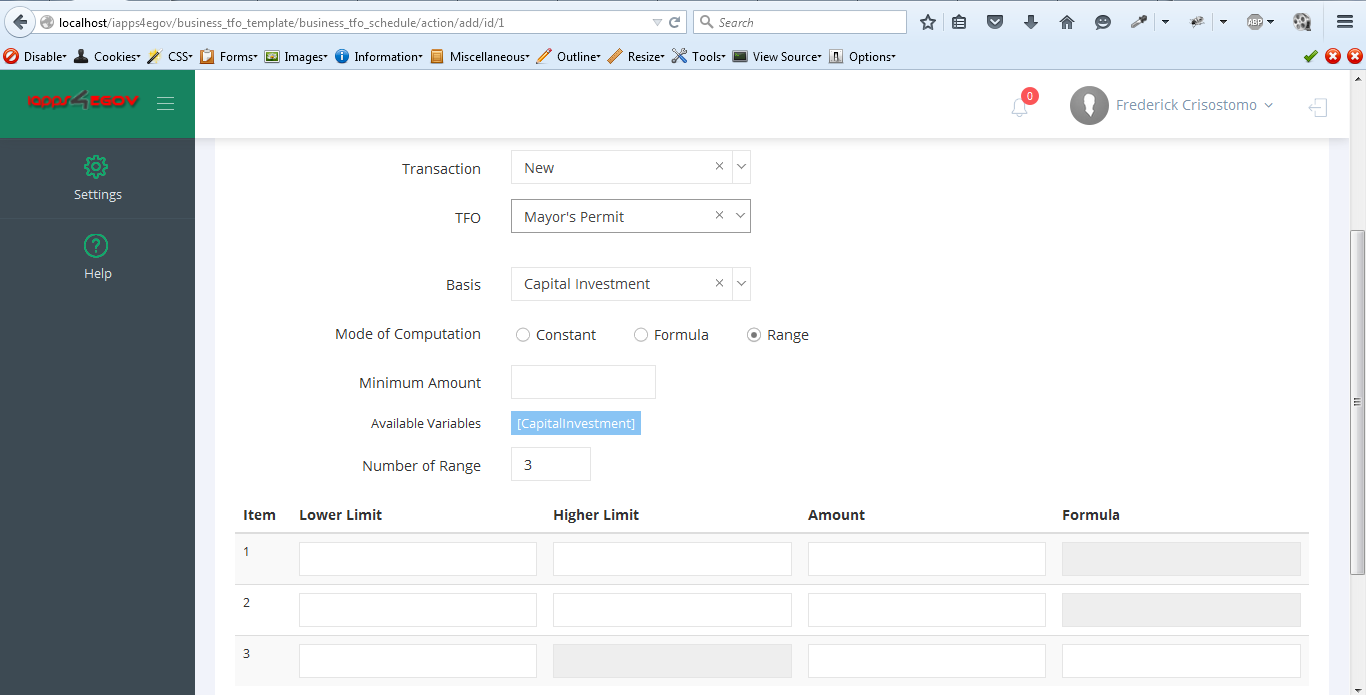 localhost/iapps4egov/business_tfo_template/business_tfo_schedule/action/add/id/1
Search
ABP
Disable Cookies CSS Forms Images Information Miscellaneous Outline Resize Tools View Source Options
iapps4EGOV
0
Frederick Crisostomo
Settings
Help
Transaction New
TFO Mayor's Permit
Basis Capital Investment
Mode of Computation Constant Formula Range
Minimum Amount
Available Variables [CapitalInvestment]
Number of Range 3
Item Lower Limit Higher Limit Amount Formula
1
2
3